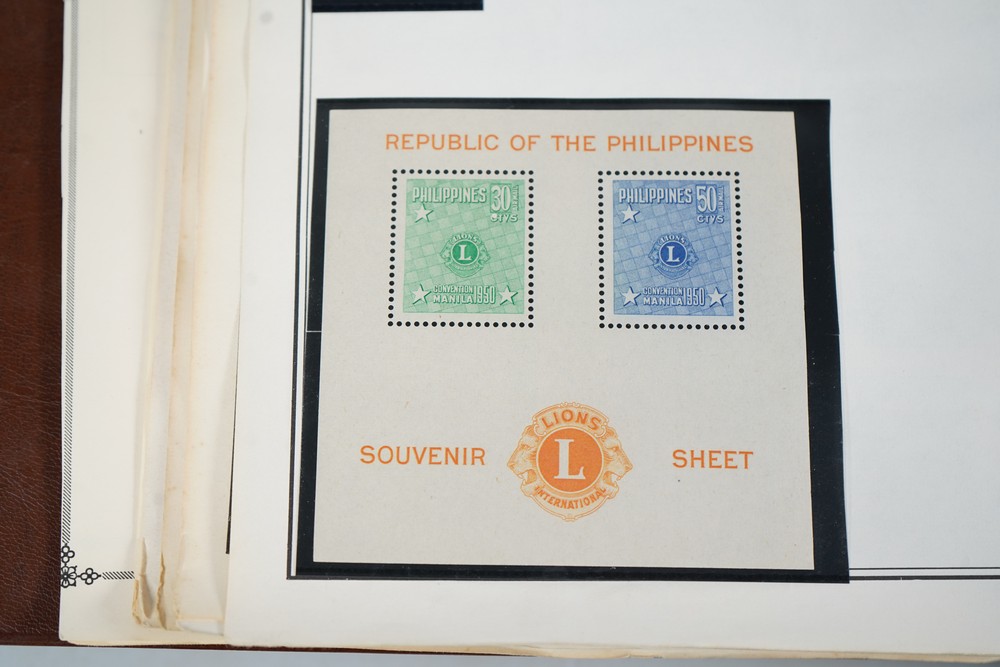 REPUBLIC OF THE PHILIPPINES
PHILIPPINES 30
CTVS
LIONS
L
CONVENTION
MANILA 1950
PHILIPPINES 50
CTVS
LIONS
L
CONVENTION
MANILA 1950
LIONS
SOUVENIR L SHEET
INTERNATIONAL